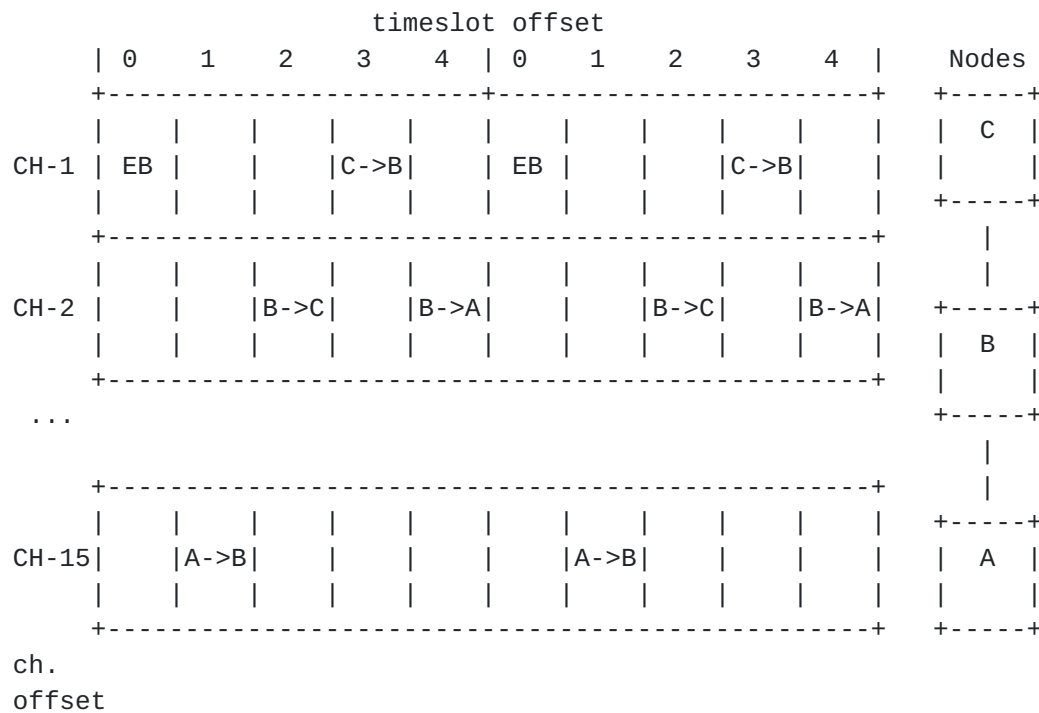 timeslot offset
     | 0    1    2    3    4  | 0    1    2    3    4  |    Nodes
     +------------------------+------------------------+   +-----+
     |    |    |    |    |    |    |    |    |    |    |   |  C  |
CH-1 | EB |    |    |C->B|    | EB |    |    |C->B|    |   |     |
     |    |    |    |    |    |    |    |    |    |    |   +-----+
     +-------------------------------------------------+      |
     |    |    |    |    |    |    |    |    |    |    |      |
CH-2 |    |    |B->C|    |B->A|    |    |B->C|    |B->A|   +-----+
     |    |    |    |    |    |    |    |    |    |    |   |  B  |
     +-------------------------------------------------+   |     |
 ...                                                       +-----+
                                                              |
     +-------------------------------------------------+      |
     |    |    |    |    |    |    |    |    |    |    |   +-----+
CH-15|    |A->B|    |    |    |    |A->B|    |    |    |   |  A  |
     |    |    |    |    |    |    |    |    |    |    |   |     |
     +-------------------------------------------------+   +-----+
ch.
offset